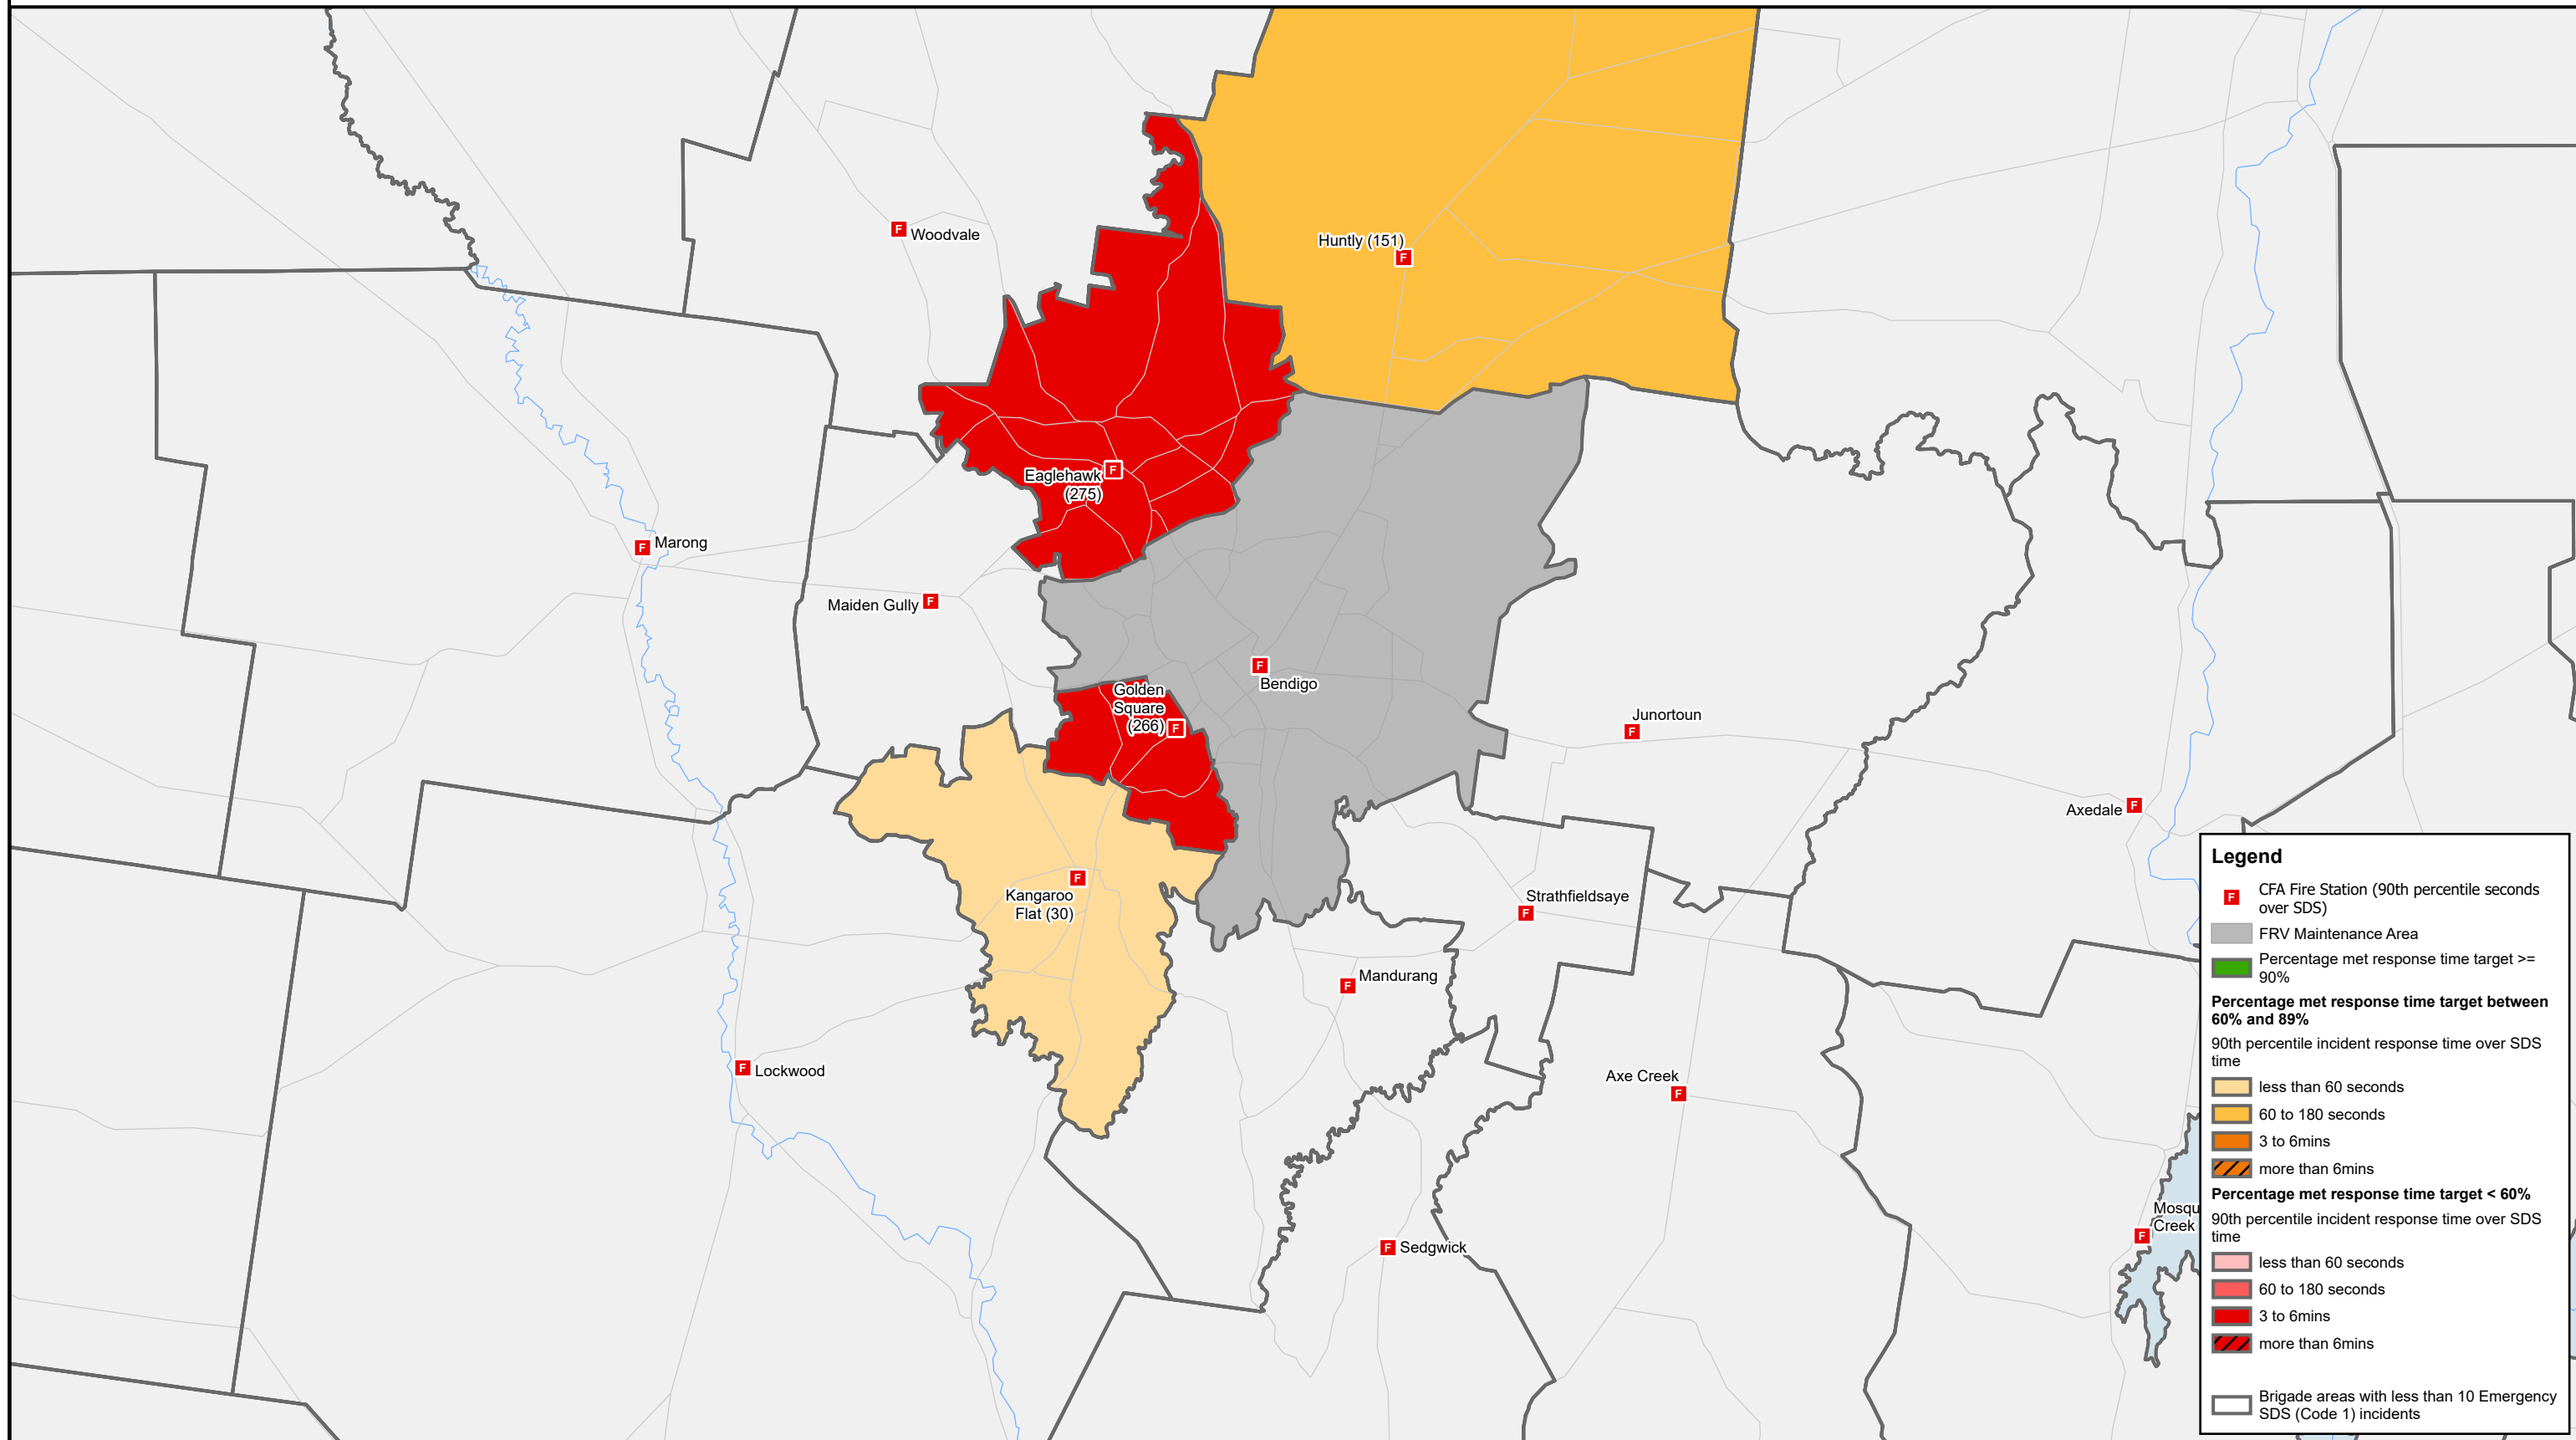 Woodvale
Huntly (151)
Eaglehawk
(275)
Marong
Maiden Gully
Bendigo
Golden
Square
(266)
Junortoun
Axedale
Kangaroo
Flat (30)
Strathfieldsaye
Mandurang
Lockwood
Axe Creek
Sedgwick
Mosqu
Creek
Legend
F CFA Fire Station (90th percentile seconds
over SDS)
FRV Maintenance Area
Percentage met response time target >=
90%
Percentage met response time target between
60% and 89%
90th percentile incident response time over SDS
time
less than 60 seconds
60 to 180 seconds
3 to 6mins
more than 6mins
Percentage met response time target < 60%
90th percentile incident response time over SDS
time
less than 60 seconds
60 to 180 seconds
3 to 6mins
more than 6mins
Brigade areas with less than 10 Emergency
SDS (Code 1) incidents